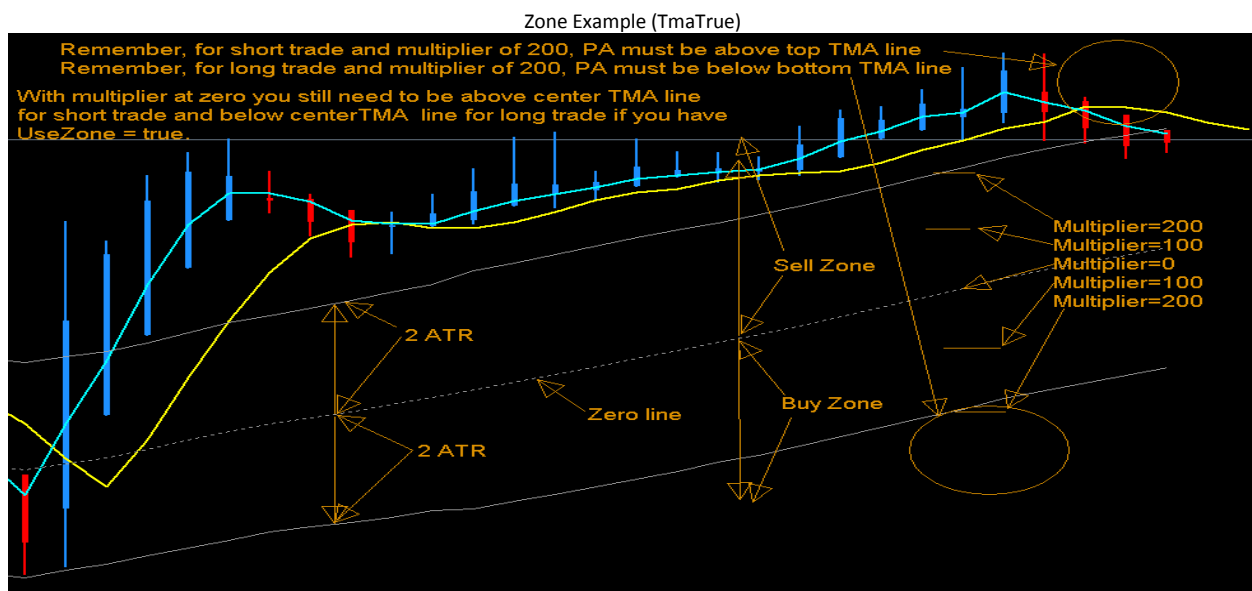 Zone Example (TmaTrue)
Remember, for short trade and multiplier of 200, PA must be above top TMA line
Remember, for long trade and multiplier of 200, PA must be below bottom TMA line
With multiplier at zero you still need to be above center TMA line
for short trade and below centerTMA line for long trade if you have
UseZone = true.
Multiplier=200
Multiplier=100
Sell Zone
Multiplier=0
Multiplier=100
Multiplier=200
2 ATR
Buy Zone
Zero line
2 ATR